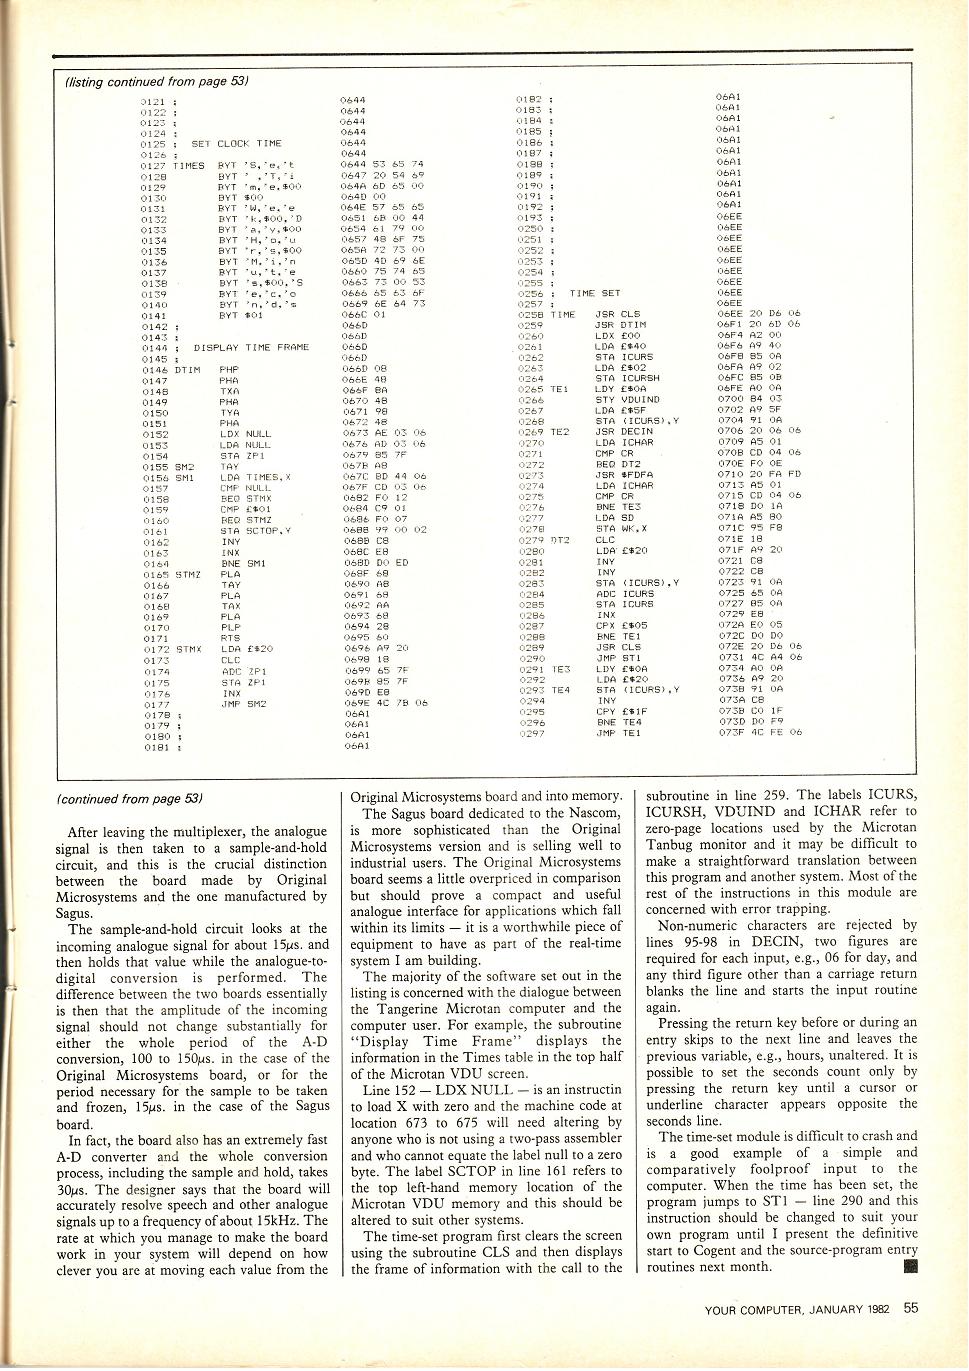 (listing continued from page 53)
0121 ; 0644
0122 ; 0644
0123 ; 0644
0124 ; 0644
0125 ; SET CLOCK TIME 0644
0126 ; 0644
0127 TIMES BYT 'S,'e,'t 0644 53 65 74
0128 BYT ' ,'T,'i 0647 20 54 69
0129 BYT 'm,'e,$00 064A 6D 65 00
0130 BYT $00 064D 00
0131 BYT 'W,'e,'e 064E 57 65 65
0132 BYT 'k,$00,'D 0651 6B 00 44
0133 BYT 'a,'y,$00 0654 61 79 00
0134 BYT 'H,'o,'u 0657 48 6F 75
0135 BYT 'r,'s,$00 065A 72 73 00
0136 BYT 'M,'i,'n 065D 4D 69 6E
0137 BYT 'u,'t,'e 0660 75 74 65
0138 BYT 's,$00,'S 0663 73 00 53
0139 BYT 'e,'c,'o 0666 65 63 6F
0140 BYT 'n,'d,'s 0669 6E 64 73
0141 BYT $01 066C 01
0142 ; 066D
0143 ; 066D
0144 ; DISPLAY TIME FRAME 066D
0145 ; 066D
0146 DTIM PHP 066D 08
0147 PHA 066E 48
0148 TXA 066F 8A
0149 PHA 0670 48
0150 TYA 0671 98
0151 PHA 0672 48
0152 LDX NULL 0673 AE 03 06
0153 LDA NULL 0676 AD 03 06
0154 STA ZP1 0679 85 7F
0155 SM2 TAY 067B A8
0156 SM1 LDA TIMES,X 067C BD 44 06
0157 CMP NULL 067F CD 03 06
0158 BEQ STMX 0682 F0 12
0159 CMP £$01 0684 C9 01
0160 BEQ STMZ 0686 F0 07
0161 STA SCTOP,Y 0688 99 00 02
0162 INY 068B C8
0163 INX 068C E8
0164 BNE SM1 068D D0 ED
0165 STMZ PLA 068F 68
0166 TAY 0690 A8
0167 PLA 0691 68
0168 TAX 0692 AA
0169 PLA 0693 68
0170 PLP 0694 28
0171 RTS 0695 60
0172 STMX LDA £$20 0696 A9 20
0173 CLC 0698 18
0174 ADC ZP1 0699 65 7F
0175 STA ZP1 069B 85 7F
0176 INX 069D E8
0177 JMP SM2 069E 4C 7B 06
0178 ; 06A1
0179 ; 06A1
0180 ; 06A1
0181 ; 06A1
0182 ; 06A1
0183 ; 06A1
0184 ; 06A1
0185 ; 06A1
0186 ; 06A1
0187 ; 06A1
0188 ; 06A1
0189 ; 06A1
0190 ; 06A1
0191 ; 06A1
0192 ; 06A1
0193 ; 06EE
0250 ; 06EE
0251 ; 06EE
0252 ; 06EE
0253 ; 06EE
0254 ; 06EE
0255 ; 06EE
0256 ; TIME SET 06EE
0257 ; 06EE
0258 TIME JSR CLS 06EE 20 D6 06
0259 JSR DTIM 06F1 20 6D 06
0260 LDX £00 06F4 A2 00
0261 LDA £$40 06F6 A9 40
0262 STA ICURS 06F8 85 0A
0263 LDA £$02 06FA A9 02
0264 STA ICURSH 06FC 85 0B
0265 TE1 LDY £$0A 06FE A0 0A
0266 STY VDUIND 0700 84 03
0267 LDA £$5F 0702 A9 5F
0268 STA (ICURS),Y 0704 91 0A
0269 TE2 JSR DECIN 0706 20 06 06
0270 LDA ICHAR 0709 A5 01
0271 CMP CR 070B CD 04 06
0272 BEQ DT2 070E F0 0E
0273 JSR $FDFA 0710 20 FA FD
0274 LDA ICHAR 0713 A5 01
0275 CMP CR 0715 CD 04 06
0276 BNE TE3 0718 D0 1A
0277 LDA SD 071A A5 80
0278 STA WK,X 071C 95 F8
0279 DT2 CLC 071E 18
0280 LDA £$20 071F A9 20
0281 INY 0721 C8
0282 INY 0722 C8
0283 STA (ICURS),Y 0723 91 0A
0284 ADC ICURS 0725 65 0A
0285 STA ICURS 0727 85 0A
0286 INX 0729 E8
0287 CPX £$05 072A E0 05
0288 BNE TE1 072C D0 D0
0289 JSR CLS 072E 20 D6 06
0290 JMP ST1 0731 4C A4 06
0291 TE3 LDY £$0A 0734 A0 0A
0292 LDA £$20 0736 A9 20
0293 TE4 STA (ICURS),Y 0738 91 0A
0294 INY 073A C8
0295 CPY £$1F 073B C0 1F
0296 BNE TE4 073D D0 F9
0297 JMP TE1 073F 4C FE 06
(continued from page 53)
After leaving the multiplexer, the analogue
signal is then taken to a sample-and-hold
circuit, and this is the crucial distinction
between the board made by Original
Microsystems and the one manufactured by
Sagus.
The sample-and-hold circuit looks at the
incoming analogue signal for about 15µs. and
then holds that value while the analogue-to-
digital conversion is performed. The
difference between the two boards essentially
is then that the amplitude of the incoming
signal should not change substantially for
either the whole period of the A-D
conversion, 100 to 150µs. in the case of the
Original Microsystems board, or for the
period necessary for the sample to be taken
and frozen, 15µs. in the case of the Sagus
board.
In fact, the board also has an extremely fast
A-D converter and the whole conversion
process, including the sample and hold, takes
30µs. The designer says that the board will
accurately resolve speech and other analogue
signals up to a frequency of about 15kHz. The
rate at which you manage to make the board
work in your system will depend on how
clever you are at moving each value from the
Original Microsystems board and into memory.
The Sagus board dedicated to the Nascom,
is more sophisticated than the Original
Microsystems version and is selling well to
industrial users. The Original Microsystems
board seems a little overpriced in comparison
but should prove a compact and useful
analogue interface for applications which fall
within its limits — it is a worthwhile piece of
equipment to have as part of the real-time
system I am building.
The majority of the software set out in the
listing is concerned with the dialogue between
the Tangerine Microtan computer and the
computer user. For example, the subroutine
"Display Time Frame" displays the
information in the Times table in the top half
of the Microtan VDU screen.
Line 152 — LDX NULL — is an instructin
to load X with zero and the machine code at
location 673 to 675 will need altering by
anyone who is not using a two-pass assembler
and who cannot equate the label null to a zero
byte. The label SCTOP in line 161 refers to
the top left-hand memory location of the
Microtan VDU memory and this should be
altered to suit other systems.
The time-set program first clears the screen
using the subroutine CLS and then displays
the frame of information with the call to the
subroutine in line 259. The labels ICURS,
ICURSH, VDUIND and ICHAR refer to
zero-page locations used by the Microtan
Tanbug monitor and it may be difficult to
make a straightforward translation between
this program and another system. Most of the
rest of the instructions in this module are
concerned with error trapping.
Non-numeric characters are rejected by
lines 95-98 in DECIN, two figures are
required for each input, e.g., 06 for day, and
any third figure other than a carriage return
blanks the line and starts the input routine
again.
Pressing the return key before or during an
entry skips to the next line and leaves the
previous variable, e.g., hours, unaltered. It is
possible to set the seconds count only by
pressing the return key until a cursor or
underline character appears opposite the
seconds line.
The time-set module is difficult to crash and
is a good example of a simple and
comparatively foolproof input to the
computer. When the time has been set, the
program jumps to ST1 — line 290 and this
instruction should be changed to suit your
own program until I present the definitive
start to Cogent and the source-program entry
routines next month.
YOUR COMPUTER, JANUARY 1982 55